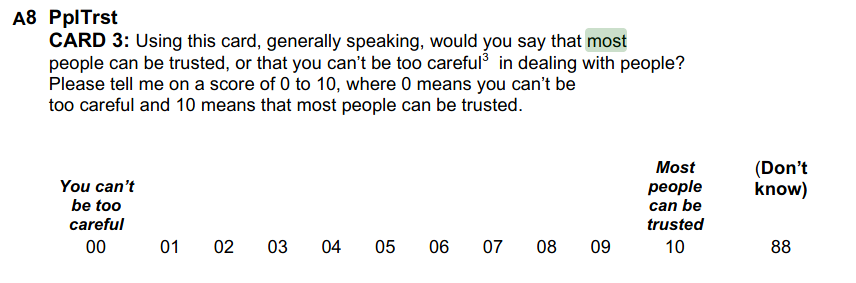 A8 PplTrst
CARD 3: Using this card, generally speaking, would you say that most
people can be trusted, or that you can't be too careful³ in dealing with people?
Please tell me on a score of 0 to 10, where 0 means you can't be
too careful and 10 means that most people can be trusted.
You can't
be too
careful
Most
people
can be
trusted
(Don't
know)
00 01 02 03 04 05 06 07 08 09 10 88